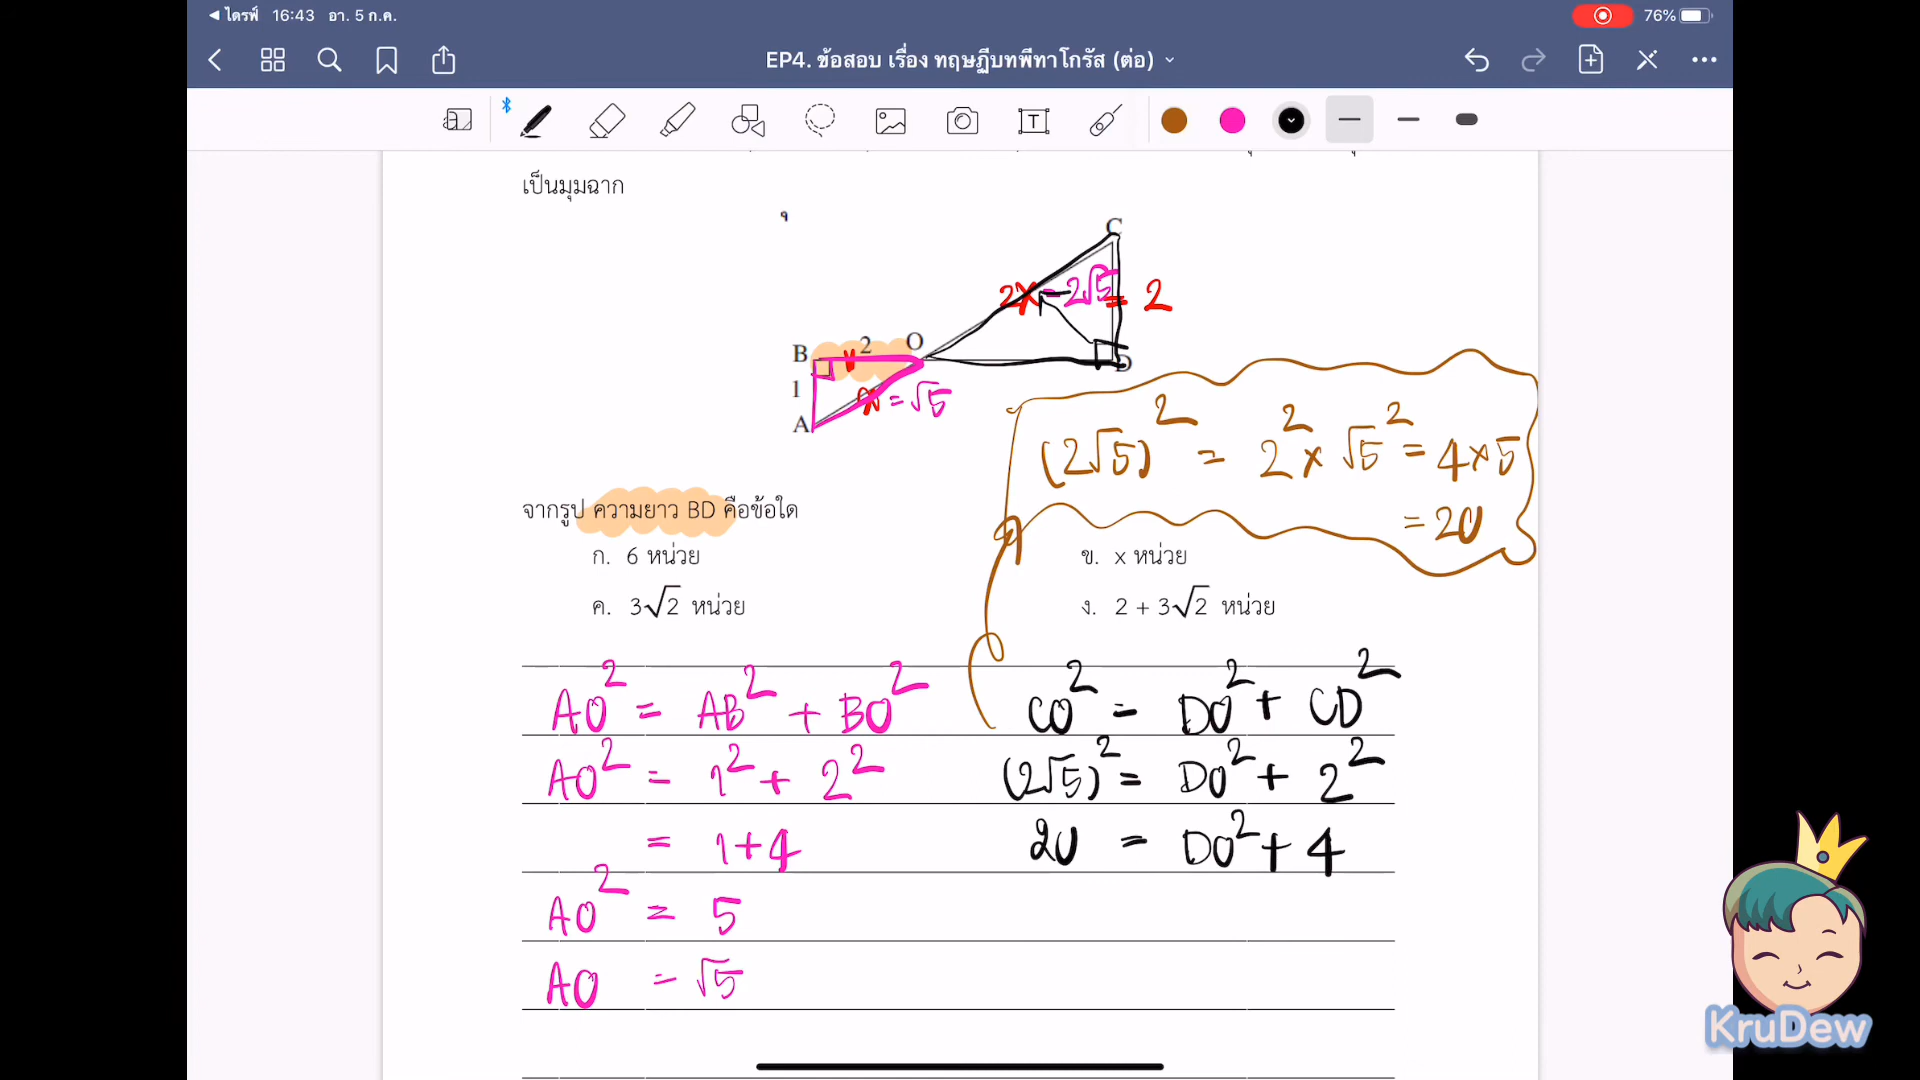 ไดรฟ์ 16:43 อา. 5 ก.ค. 76%
EP4. ข้อสอบ เรื่อง ทฤษฎีบทพีทาโกรัส (ต่อ)
เป็นมุมฉาก
C
2x = 2√5 = 2
B 2 O D
1
x = √5
A
(2√5)² = 2² × √5² = 4×5
= 20
จากรูป ความยาว BD คือข้อใด
ก. 6 หน่วย ข. x หน่วย
ค. 3√2 หน่วย ง. 2 + 3√2 หน่วย
AO² = AB² + BO² CO² = DO² + CD²
AO² = 1² + 2² (2√5)² = DO² + 2²
= 1+4 20 = DO² + 4
AO² = 5
AO = √5
KruDew